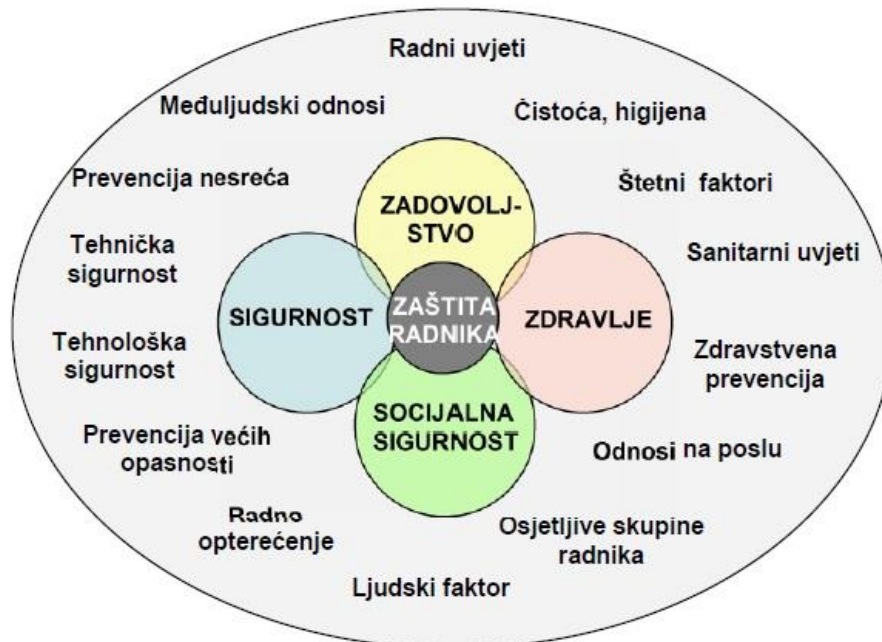 Radni uvjeti
Međuljudski odnosi
Čistoća, higijena
Prevencija nesreća
Štetni faktori
Tehnička
sigurnost
Sanitarni uvjeti
Tehnološka
sigurnost
Zdravstvena
prevencija
Prevencija većih
opasnosti
Odnosi na poslu
Radno
opterećenje
Osjetljive skupine
radnika
Ljudski faktor
ZADOVOLJ-
STVO
SIGURNOST
ZAŠTITA
RADNIKA
ZDRAVLJE
SOCIJALNA
SIGURNOST